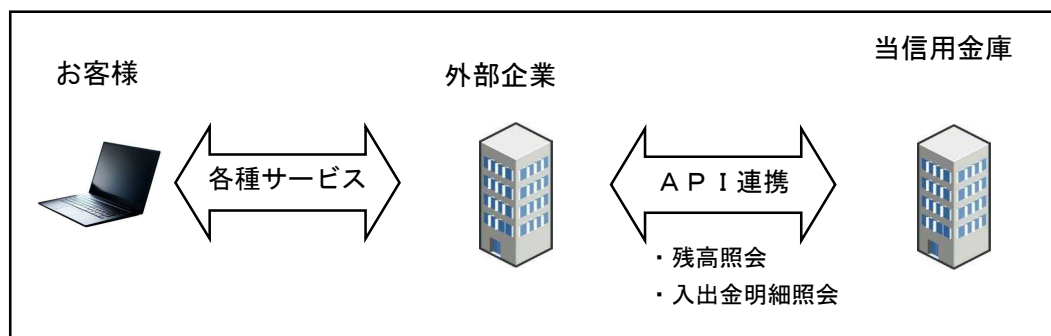 お客様
外部企業
当信用金庫
各種サービス
ＡＰＩ連携
・残高照会
・入出金明細照会